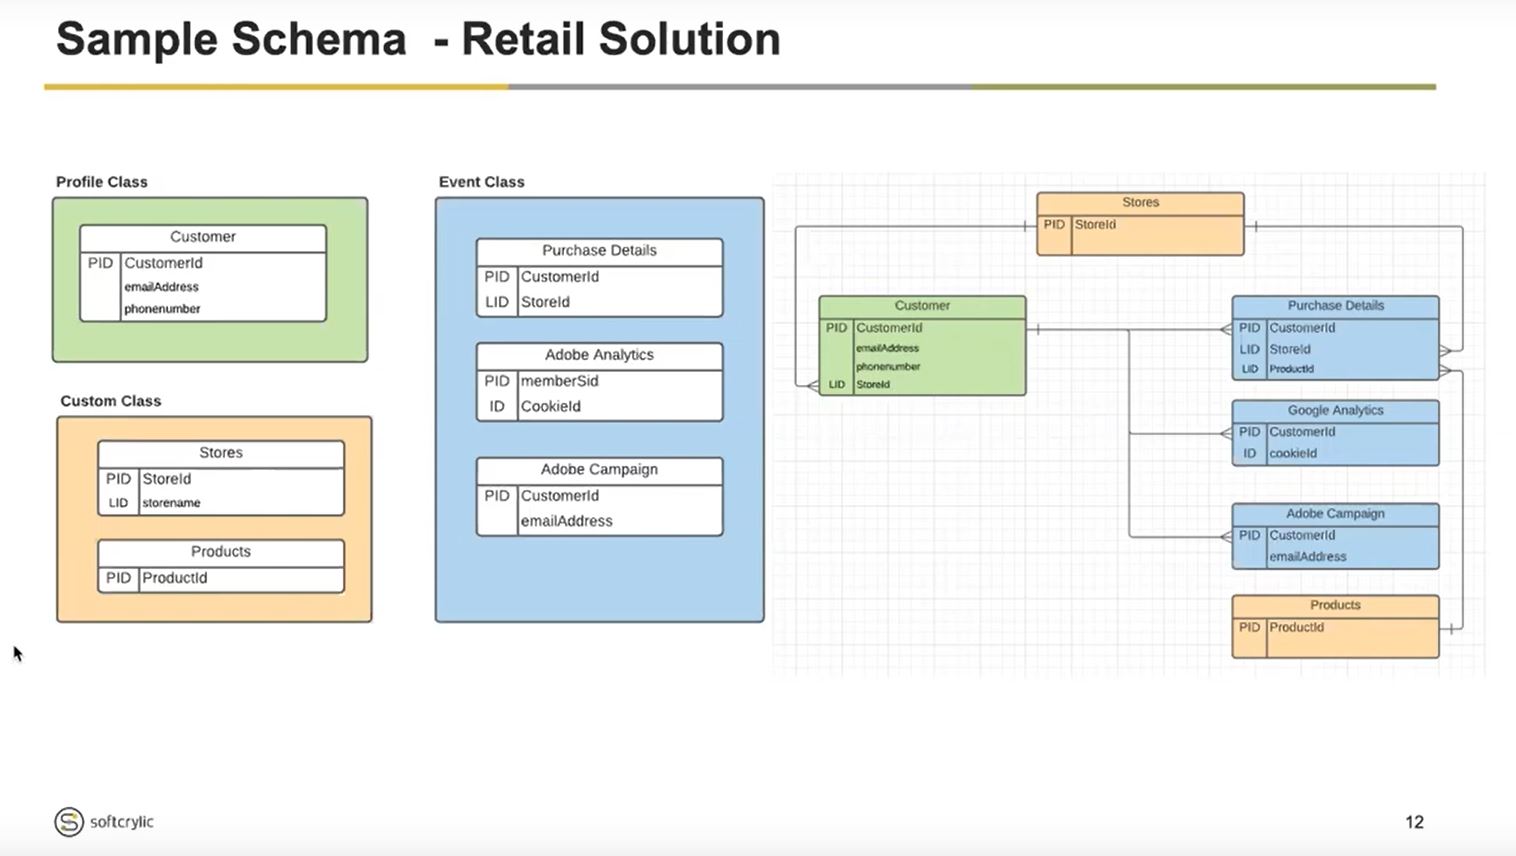 Sample Schema - Retail Solution
Profile Class
Customer
PID CustomerId
emailAddress
phonenumber
Custom Class
Stores
PID StoreId
LID storename
Products
PID ProductId
Event Class
Purchase Details
PID CustomerId
LID StoreId
Adobe Analytics
PID memberSid
ID CookieId
Adobe Campaign
PID CustomerId
emailAddress
Stores
PID StoreId
Customer
PID CustomerId
emailAddress
phonenumber
LID StoreId
Purchase Details
PID CustomerId
LID StoreId
LID ProductId
Google Analytics
PID CustomerId
ID cookieId
Adobe Campaign
PID CustomerId
emailAddress
Products
PID ProductId
softcrylic
12